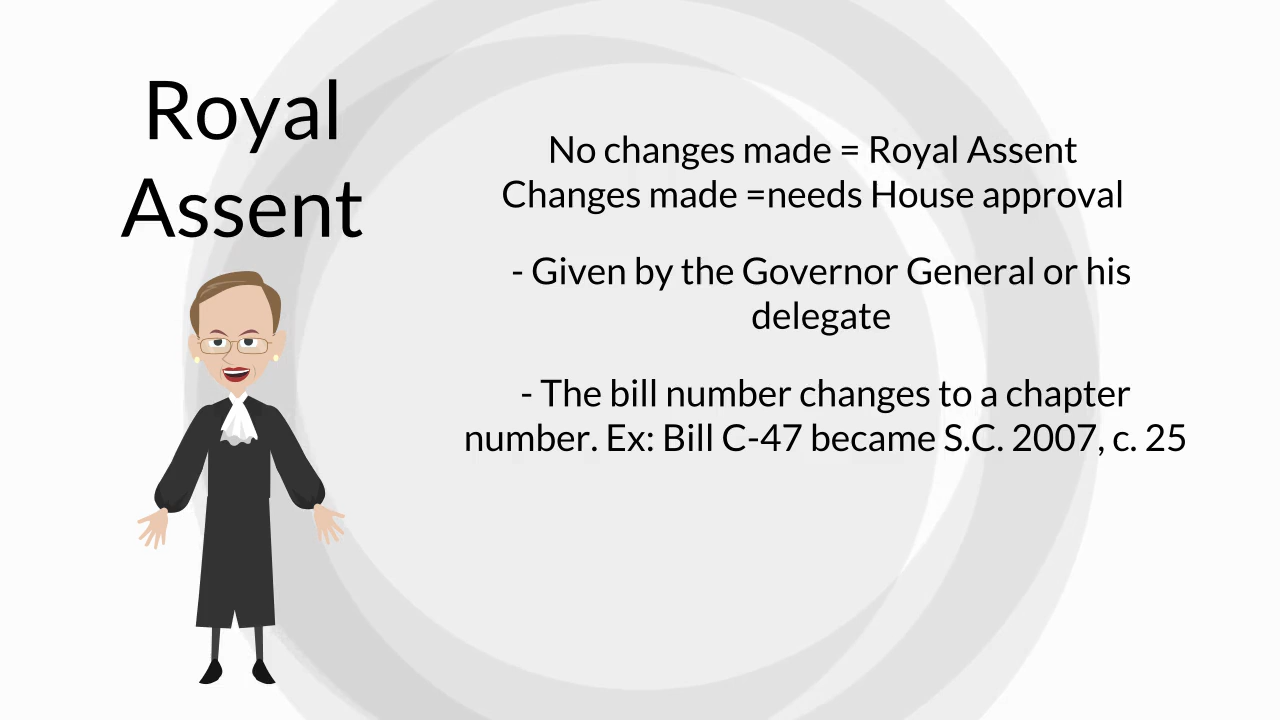 Royal
Assent
No changes made = Royal Assent
Changes made =needs House approval
- Given by the Governor General or his
delegate
- The bill number changes to a chapter
number. Ex: Bill C-47 became S.C. 2007, c. 25